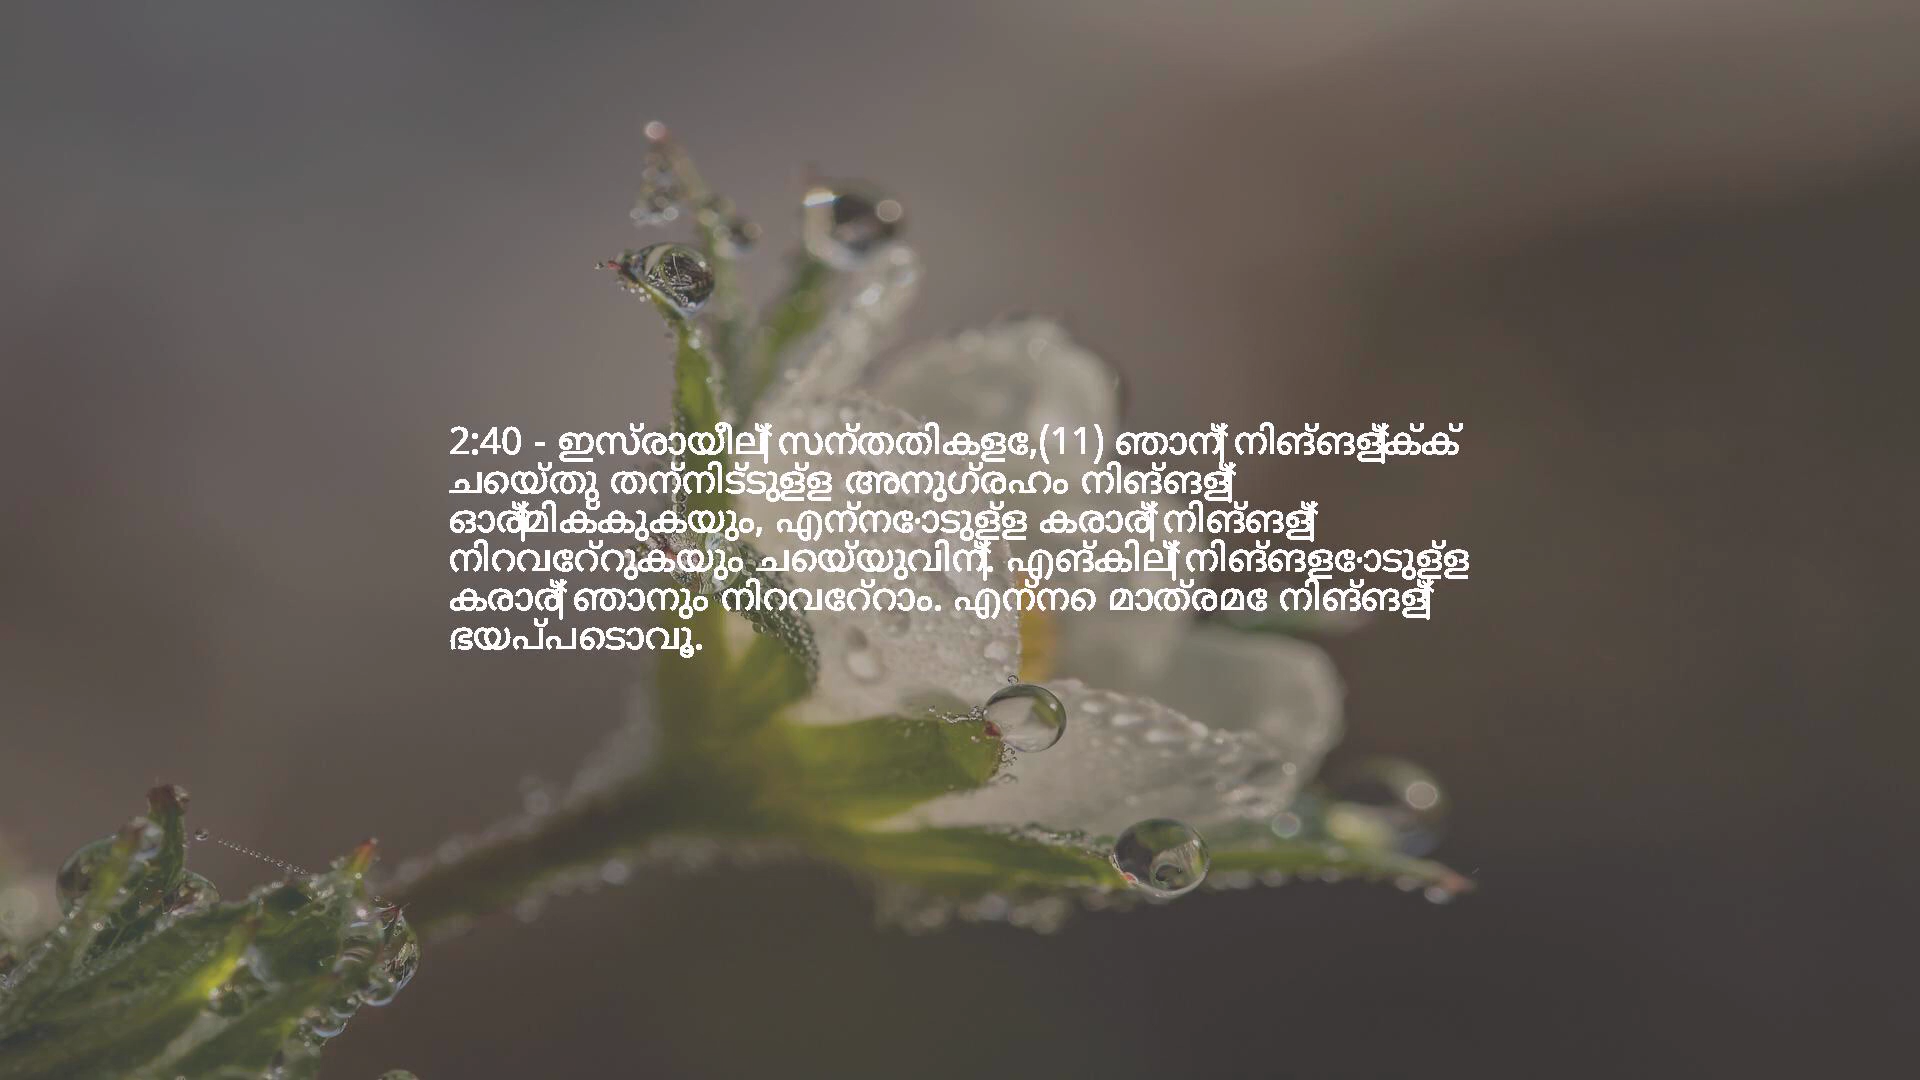 2:40 - ഇസ്രായീല്‍ സന്തതികളേ,(11) ഞാന്‍ നിങ്ങള്‍ക്ക്
ചെയ്തു തന്നിട്ടുള്ള അനുഗ്രഹം നിങ്ങള്‍
ഓര്‍മിക്കുകയും, എന്നോടുള്ള കരാര്‍ നിങ്ങള്‍
നിറവേറ്റുകയും ചെയ്യുവിന്‍. എങ്കില്‍ നിങ്ങളോടുള്ള
കരാര്‍ ഞാനും നിറവേറ്റാം. എന്നെ മാത്രമേ നിങ്ങള്‍
ഭയപ്പെടാവൂ.